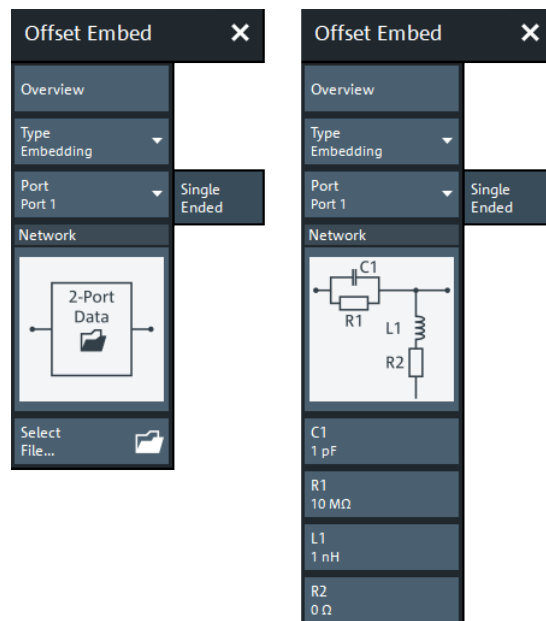 Offset Embed
Overview
Type
Embedding
Port
Port 1
Single
Ended
Network
2-Port
Data
Select
File...
Offset Embed
Overview
Type
Embedding
Port
Port 1
Single
Ended
Network
C1
R1
L1
R2
C1
1 pF
R1
10 MΩ
L1
1 nH
R2
0 Ω